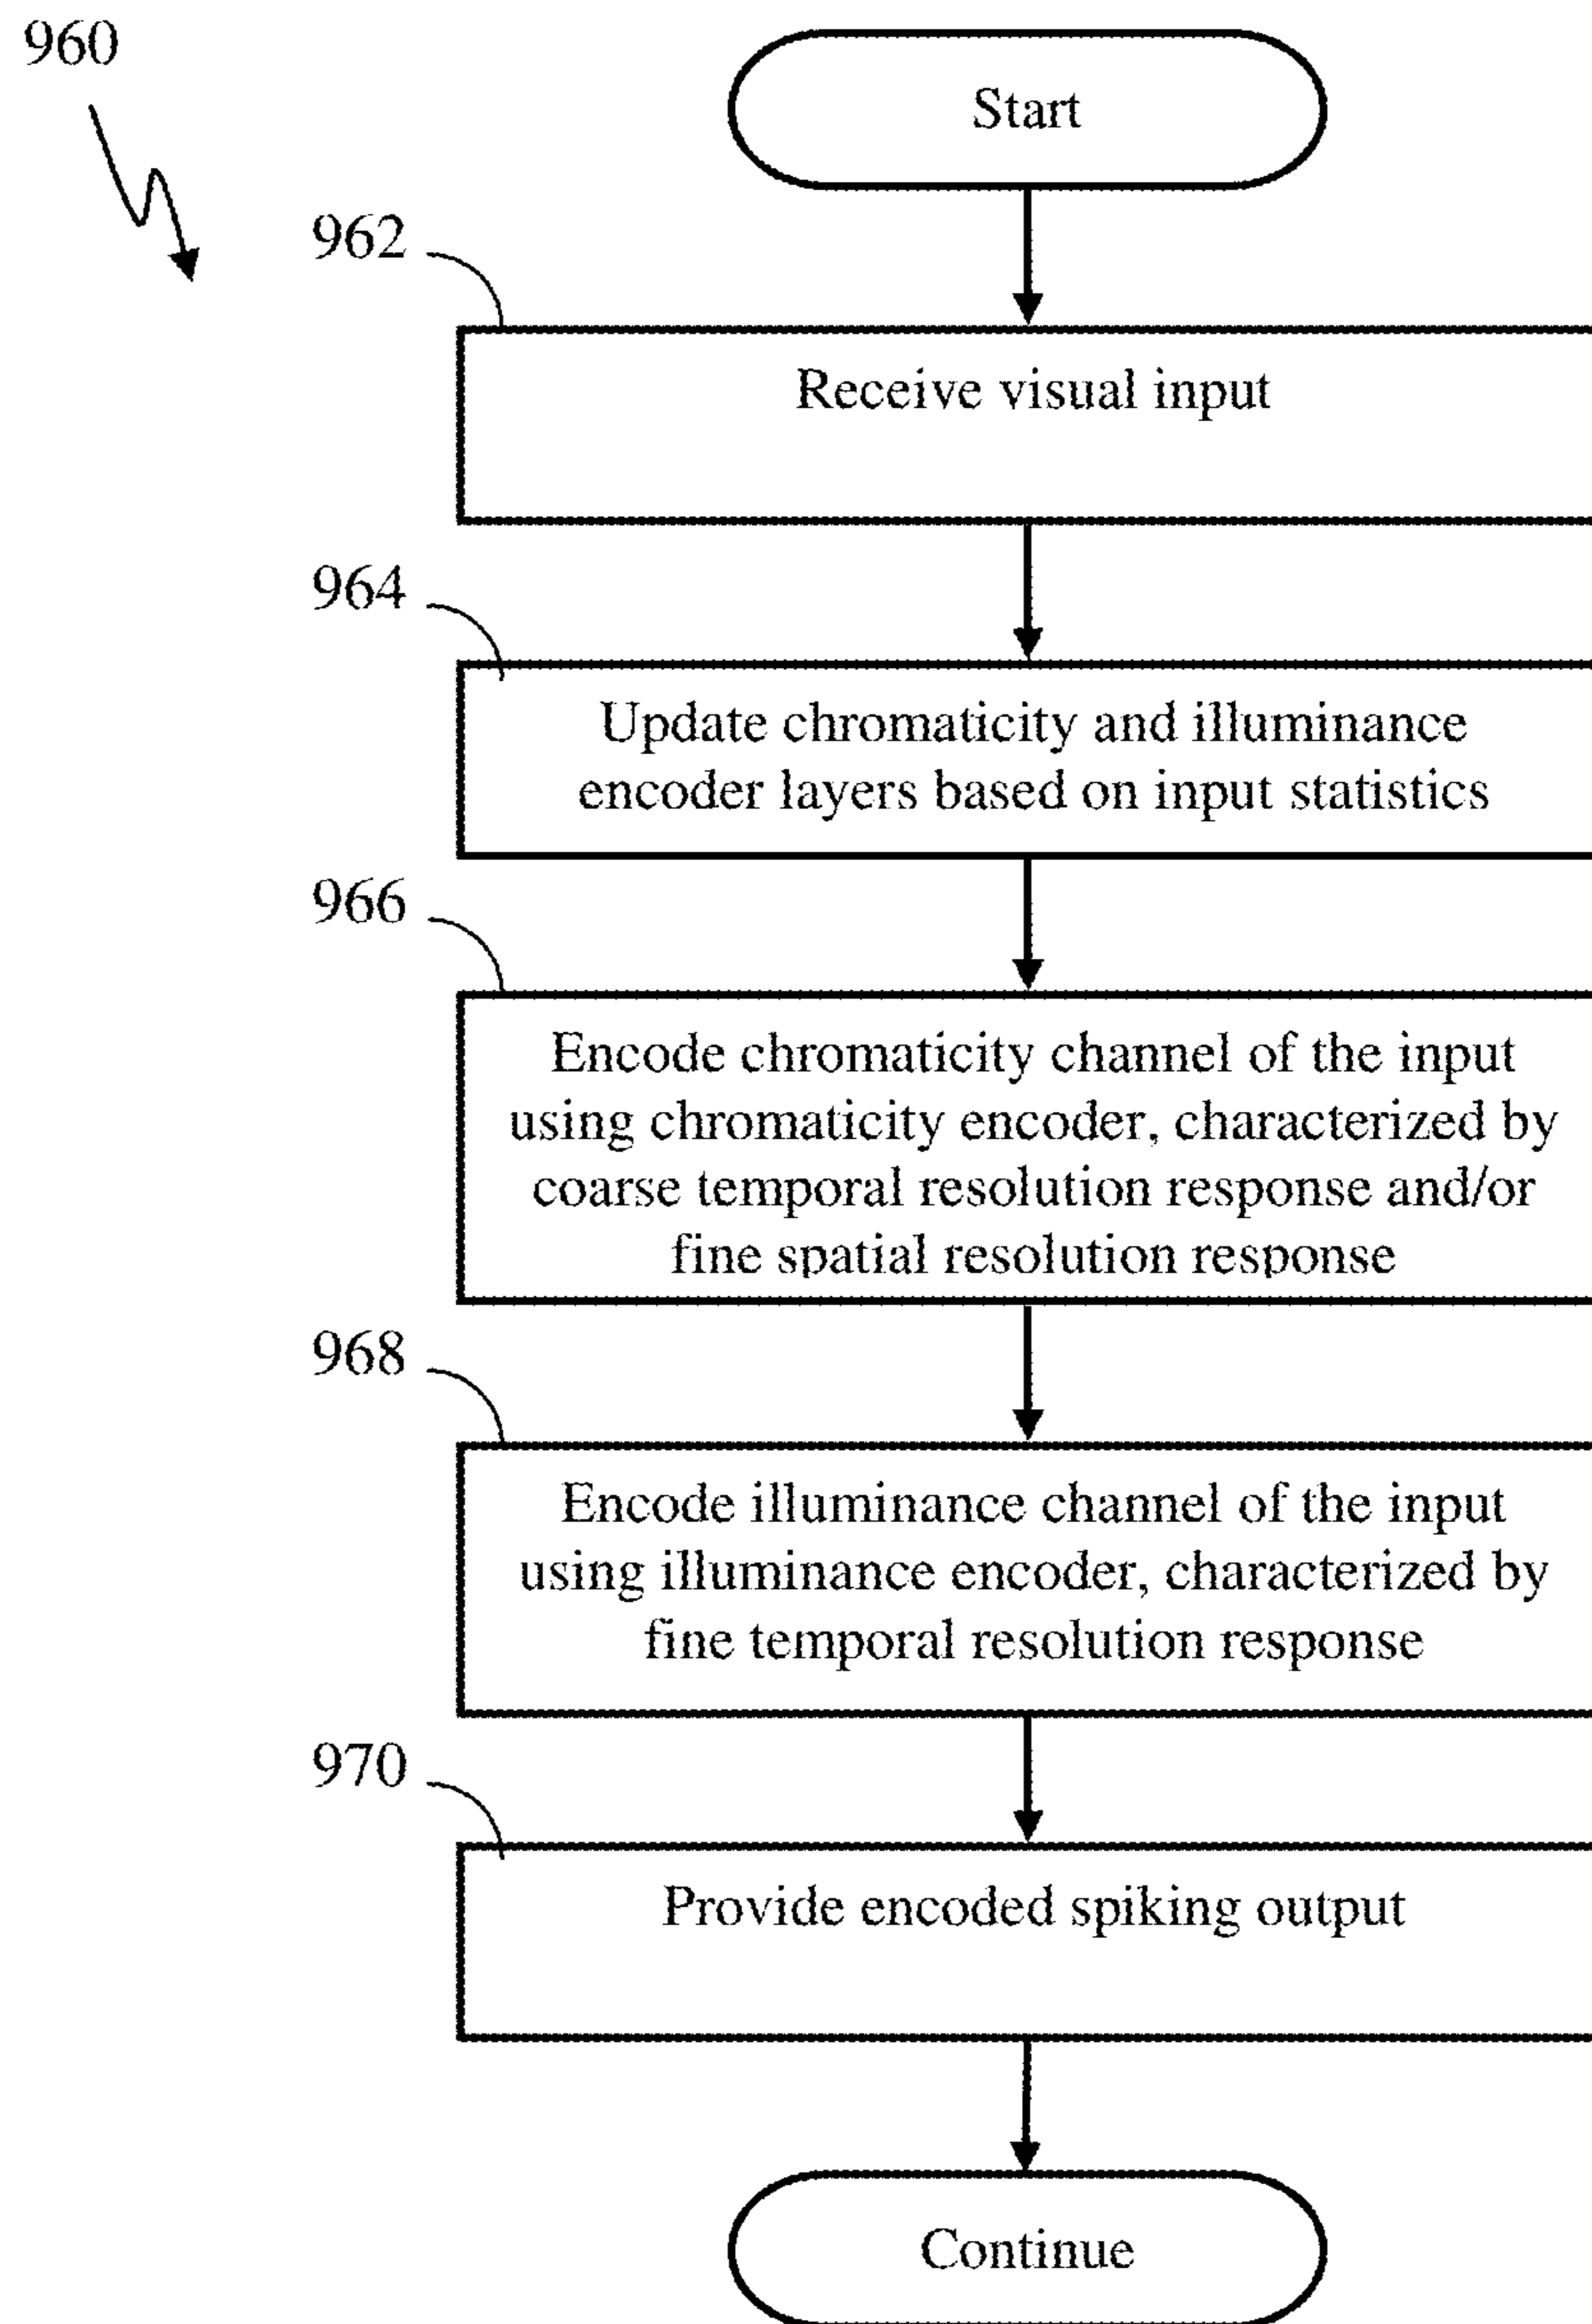 960
Start
962
Receive visual input
964
Update chromaticity and illuminance
encoder layers based on input statistics
966
Encode chromaticity channel of the input
using chromaticity encoder, characterized by
coarse temporal resolution response and/or
fine spatial resolution response
968
Encode illuminance channel of the input
using illuminance encoder, characterized by
fine temporal resolution response
970
Provide encoded spiking output
Continue